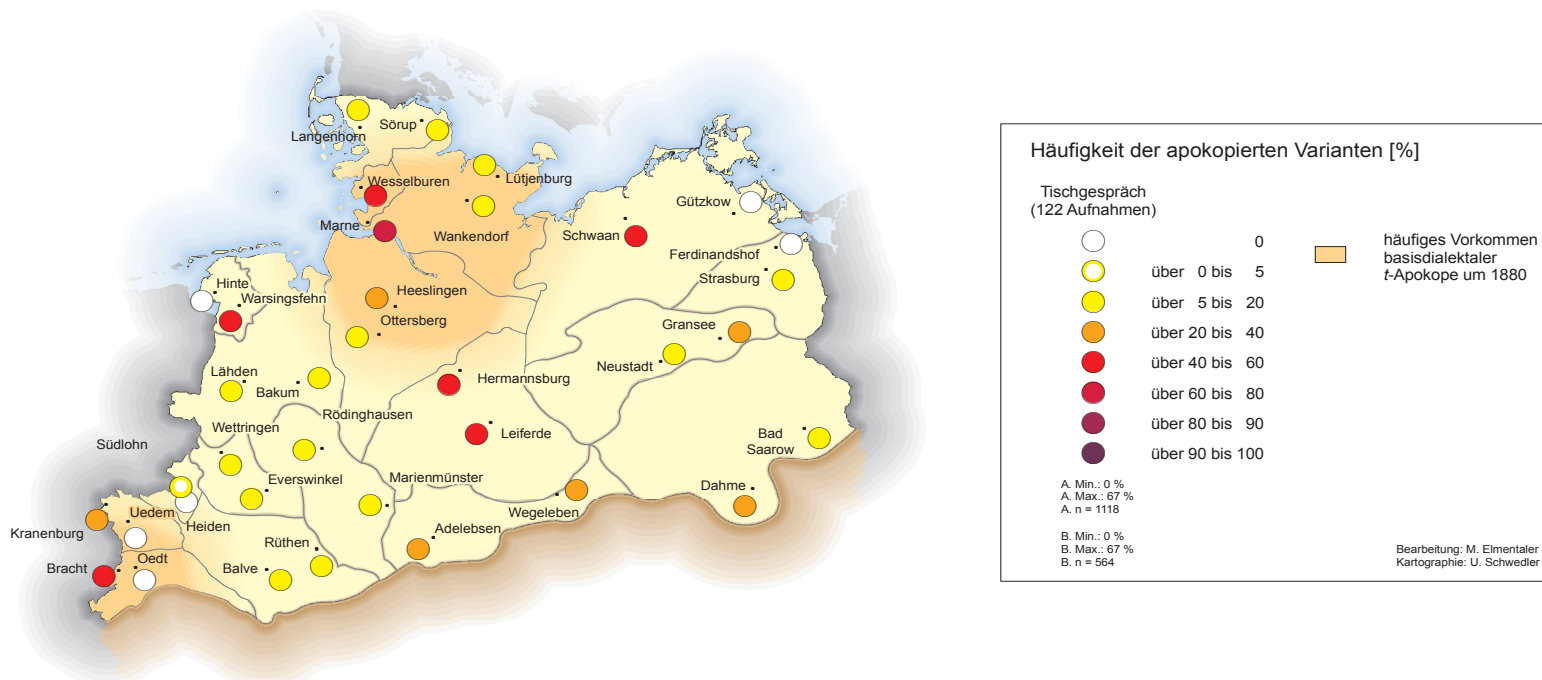 Langenhorn
Sörup
Wesselburen
Lütjenburg
Marne
Wankendorf
Gützkow
Schwaan
Ferdinandshof
Strasburg
Hinte
Warsingsfehn
Heeslingen
Ottersberg
Gransee
Neustadt
Lähden
Bakum
Hermannsburg
Rödinghausen
Wettringen
Leiferde
Bad
Saarow
Südlohn
Everswinkel
Marienmünster
Dahme
Wegeleben
Uedem
Heiden
Kranenburg
Adelebsen
Rüthen
Oedt
Bracht
Balve
Häufigkeit der apokopierten Varianten [%]
Tischgespräch
(122 Aufnahmen)
0
über 0 bis 5
über 5 bis 20
über 20 bis 40
über 40 bis 60
über 60 bis 80
über 80 bis 90
über 90 bis 100
häufiges Vorkommen
basisdialektaler
t-Apokope um 1880
A. Min.: 0 %
A. Max.: 67 %
A. n = 1118
B. Min.: 0 %
B. Max.: 67 %
B. n = 564
Bearbeitung: M. Elmentaler
Kartographie: U. Schwedler